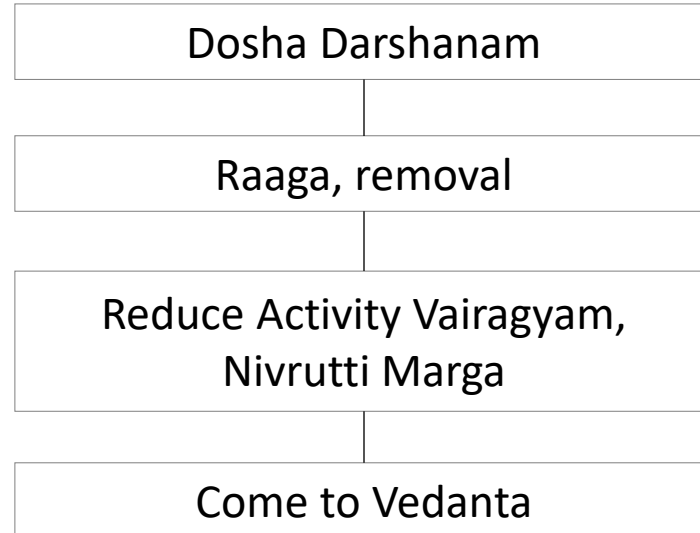 Dosha Darshanam
Raaga, removal
Reduce Activity Vairagyam,
Nivrutti Marga
Come to Vedanta